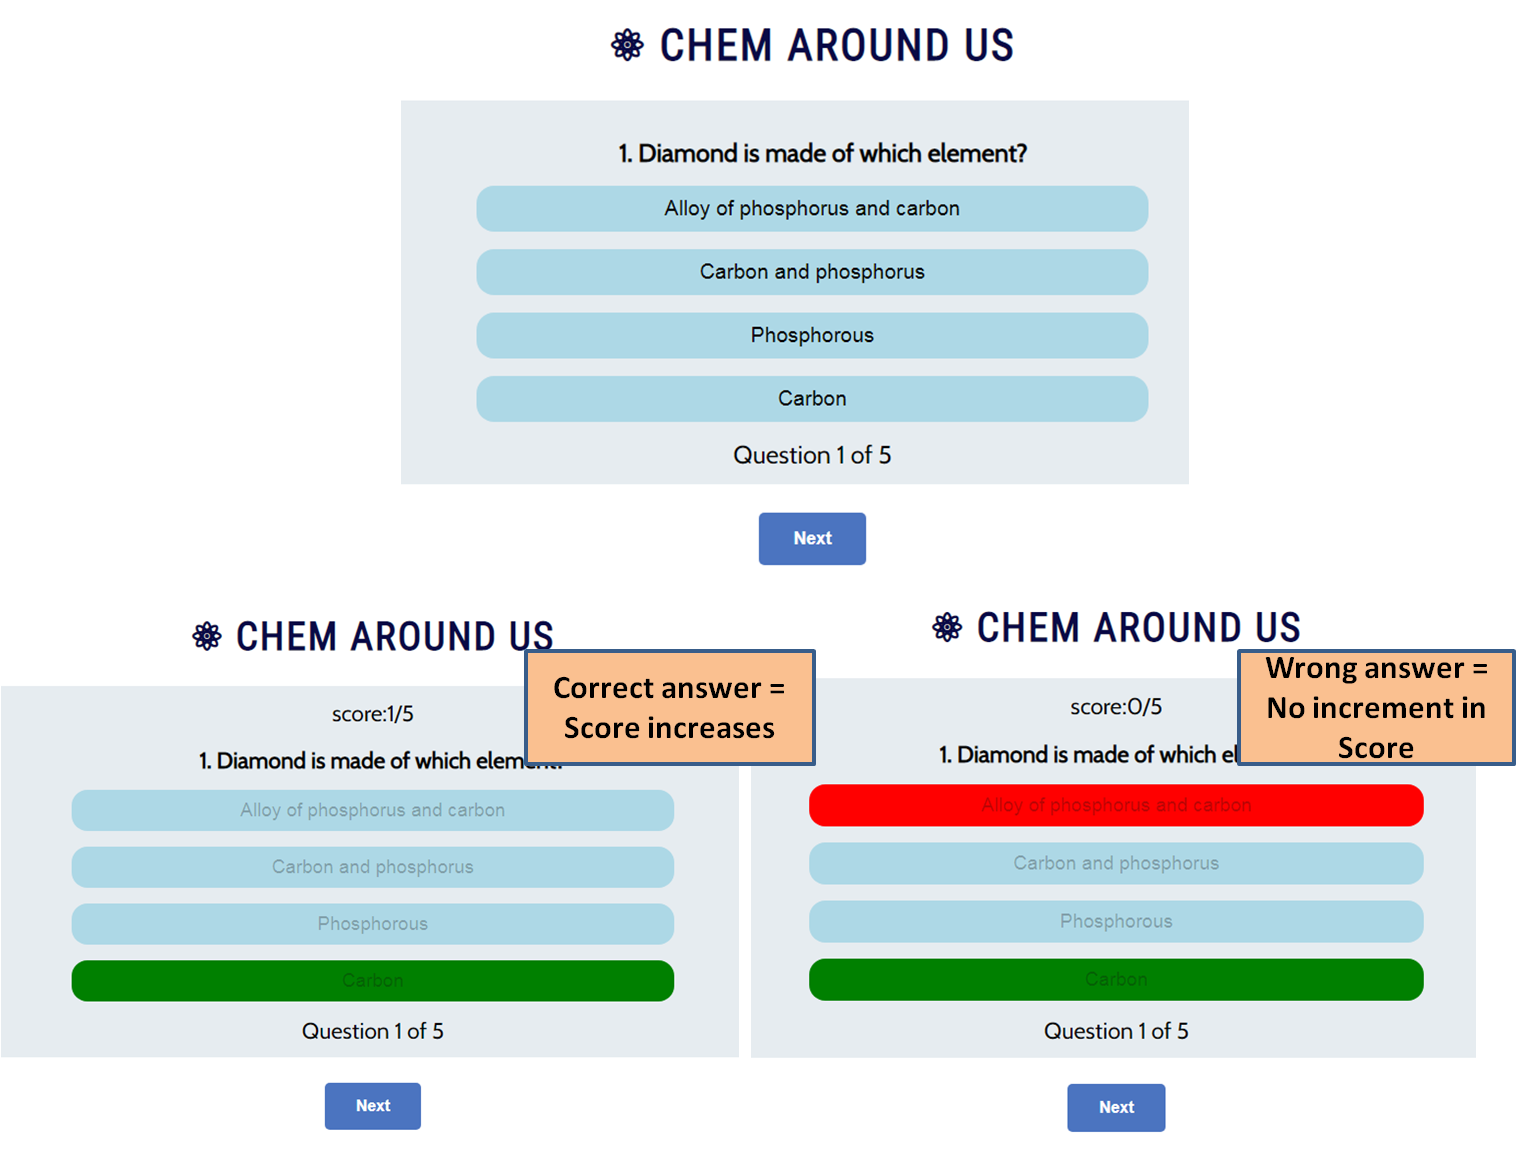 CHEM AROUND US
1. Diamond is made of which element?
Alloy of phosphorus and carbon
Carbon and phosphorus
Phosphorous
Carbon
Question 1 of 5
Next
CHEM AROUND US
Correct answer =
Score increases
score:1/5
1. Diamond is made of which
Alloy of phosphorus and carbon
Carbon and phosphorus
Phosphorous
Carbon
Question 1 of 5
Next
CHEM AROUND US
Wrong answer =
No increment in
Score
score:0/5
1. Diamond is made of which
Alloy of phosphorus and carbon
Carbon and phosphorus
Phosphorous
Carbon
Question 1 of 5
Next